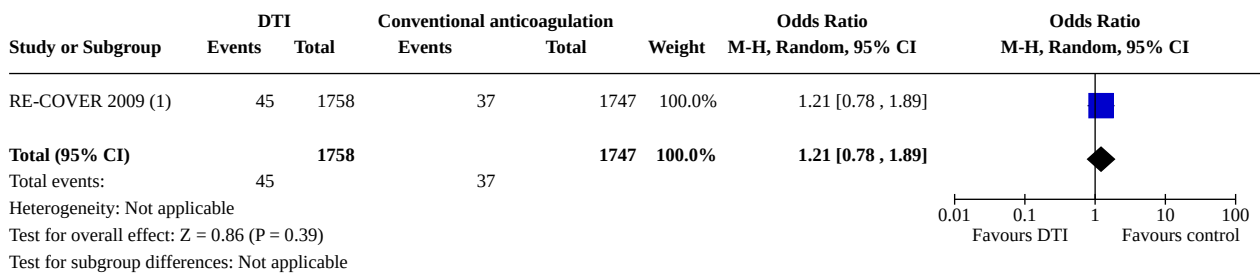 DTI Conventional anticoagulation Odds Ratio Odds Ratio
Study or Subgroup Events Total Events Total Weight M-H, Random, 95% CI M-H, Random, 95% CI
RE-COVER 2009 (1) 45 1758 37 1747 100.0% 1.21 [0.78 , 1.89]
Total (95% CI) 1758 1747 100.0% 1.21 [0.78 , 1.89]
Total events: 45 37
Heterogeneity: Not applicable
0.01 0.1 1 10 100
Test for overall effect: Z = 0.86 (P = 0.39)
Favours DTI Favours control
Test for subgroup differences: Not applicable